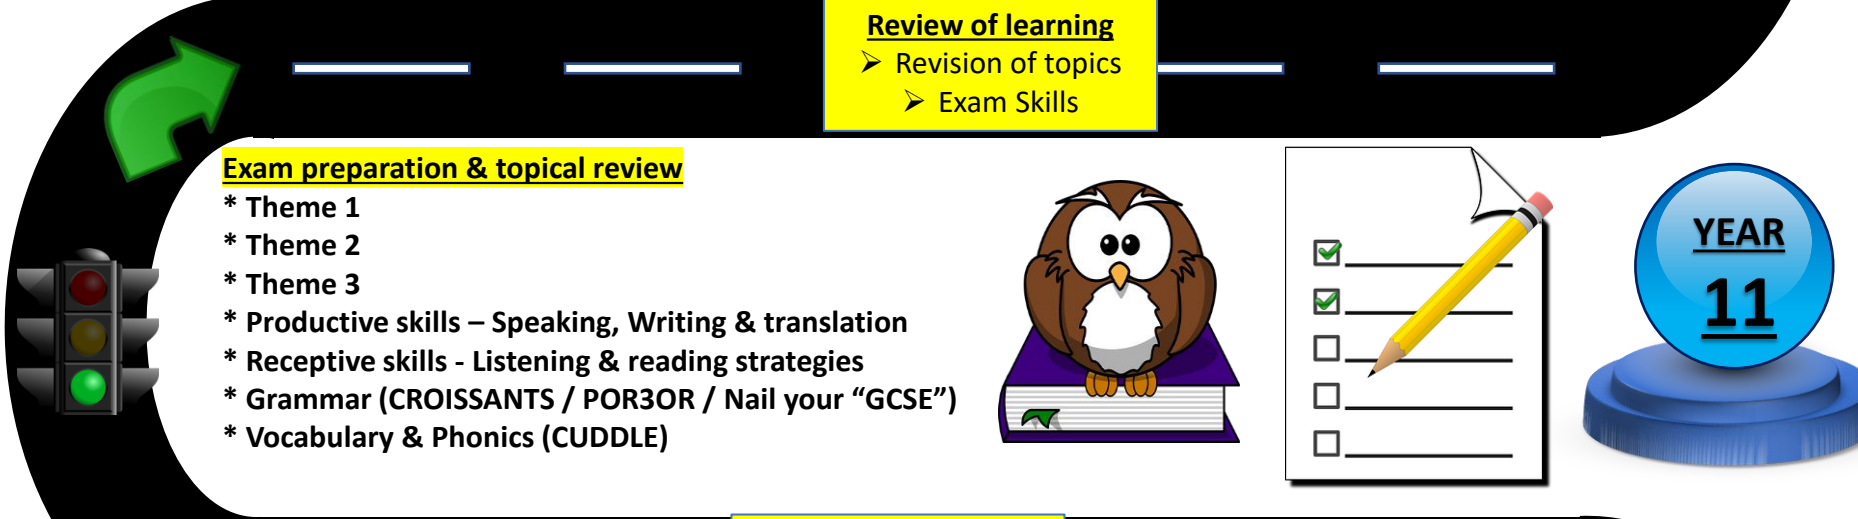 Review of learning
➢ Revision of topics
➢ Exam Skills
Exam preparation & topical review
* Theme 1
* Theme 2
* Theme 3
* Productive skills – Speaking, Writing & translation
* Receptive skills - Listening & reading strategies
* Grammar (CROISSANTS / POR3OR / Nail your “GCSE”)
* Vocabulary & Phonics (CUDDLE)
YEAR
11